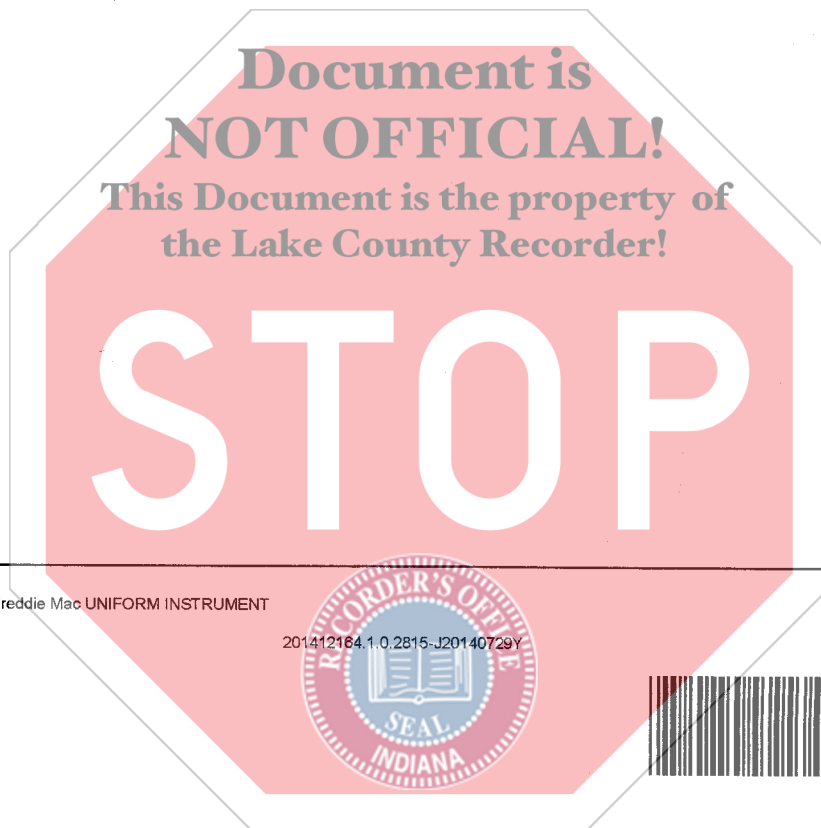 Document is
NOT OFFICIAL!
This Document is the property of
the Lake County Recorder!
STOP
reddie Mac UNIFORM INSTRUMENT
201412164.1.0.2815-J20140729Y
RECORDER'S OFFICE
SEAL
INDIANA